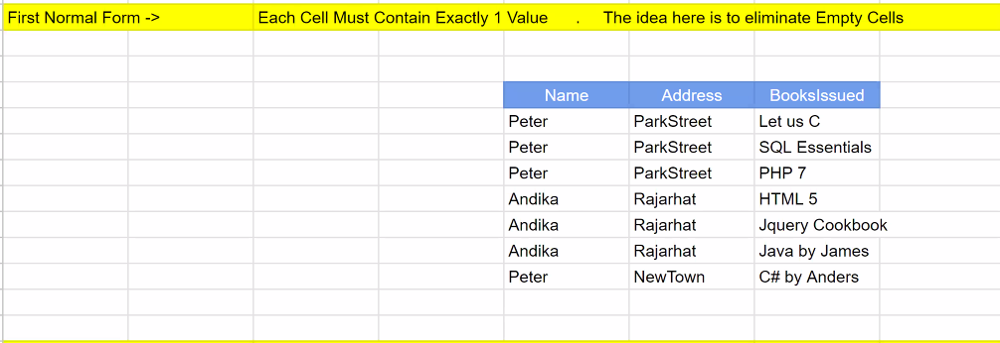 First Normal Form -> Each Cell Must Contain Exactly 1 Value . The idea here is to eliminate Empty Cells
Name Address BooksIssued
Peter ParkStreet Let us C
Peter ParkStreet SQL Essentials
Peter ParkStreet PHP 7
Andika Rajarhat HTML 5
Andika Rajarhat Jquery Cookbook
Andika Rajarhat Java by James
Peter NewTown C# by Anders